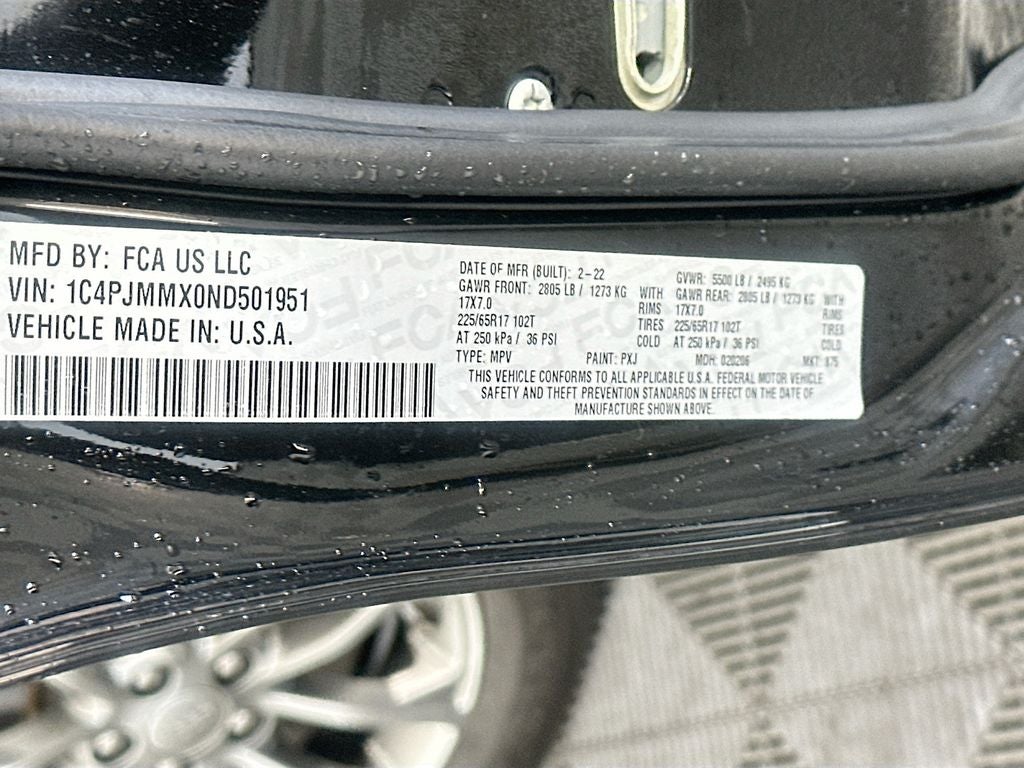 MFD BY: FCA US LLC
VIN: 1C4PJMMX0ND501951
VEHICLE MADE IN: U.S.A.
DATE OF MFR (BUILT): 2-22 GVWR: 5500 LB / 2495 KG
GAWR FRONT: 2805 LB / 1273 KG WITH GAWR REAR: 2805 LB / 1273 KG WITH
17X7.0 RIMS 17X7.0 RIMS
225/65R17 102T TIRES 225/65R17 102T TIRES
AT 250 kPa / 36 PSI COLD AT 250 kPa / 36 PSI COLD
TYPE: MPV PAINT: PXJ MDH: 020206 MKT: 875
THIS VEHICLE CONFORMS TO ALL APPLICABLE U.S.A. FEDERAL MOTOR VEHICLE
SAFETY AND THEFT PREVENTION STANDARDS IN EFFECT ON THE DATE OF
MANUFACTURE SHOWN ABOVE.